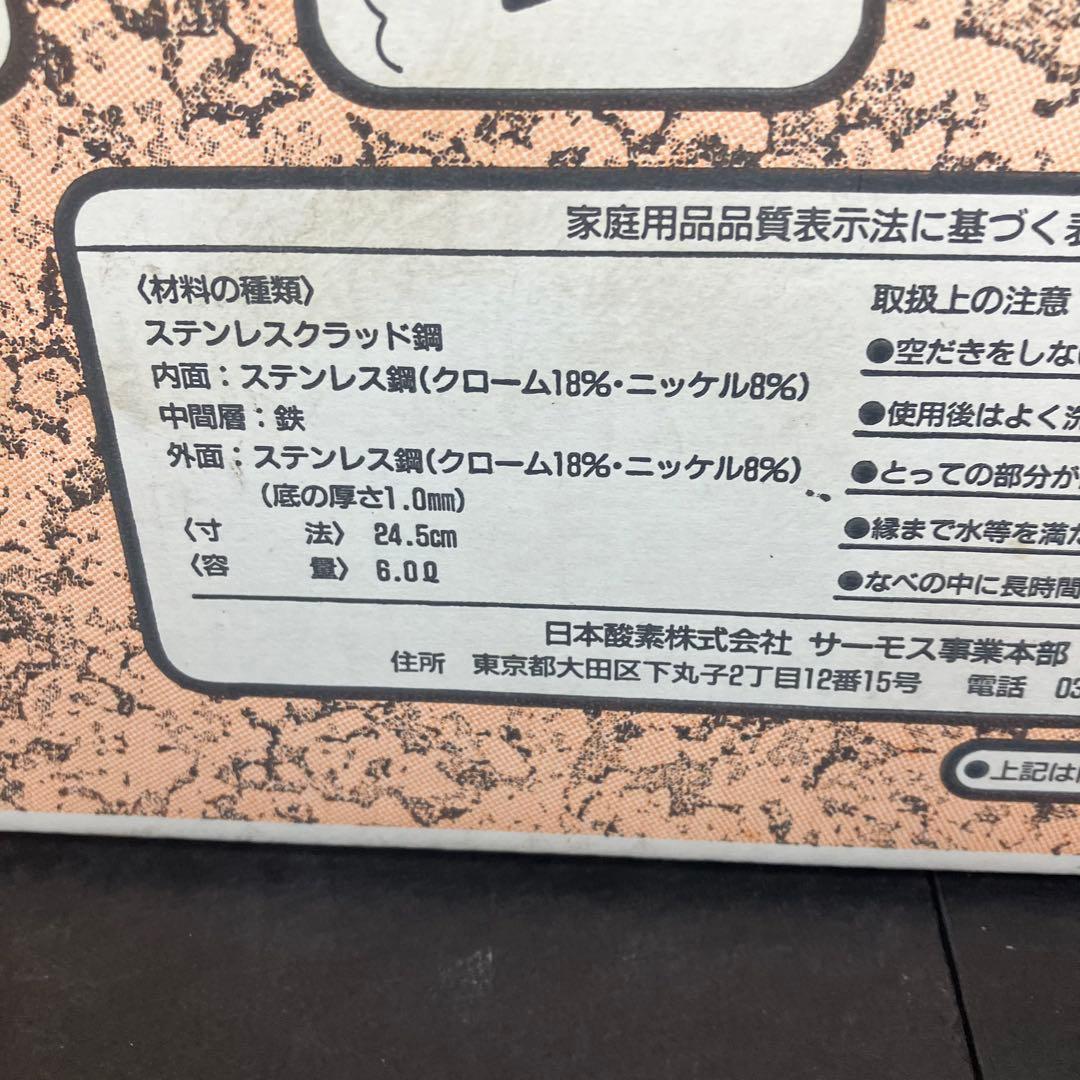 家庭用品品質表示法に基づく
〈材料の種類〉
ステンレスクラッド鋼
内面：ステンレス鋼(クローム18%・ニッケル8%)
中間層：鉄
外面：ステンレス鋼(クローム18%・ニッケル8%)
(底の厚さ1.0mm)
〈寸　　　法〉 24.5cm
〈容　　　量〉 6.0ℓ
取扱上の注意
●空だきをしな
●使用後はよく洗
●とっての部分が
●縁まで水等を満
●なべの中に長時間
日本酸素株式会社 サーモス事業本部
住所　東京都大田区下丸子2丁目12番15号　電話　03
●上記は